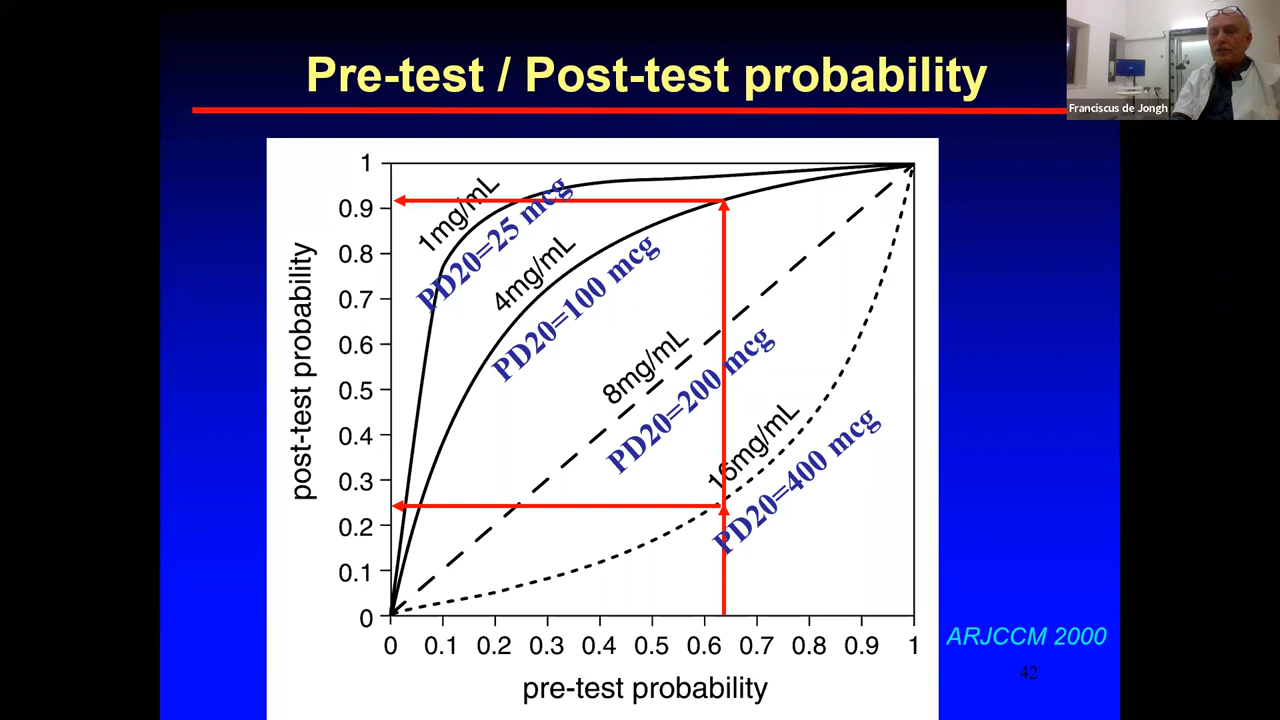 Pre-test / Post-test probability
Franciscus de Jongh
post-test probability
1
0.9
0.8
0.7
0.6
0.5
0.4
0.3
0.2
0.1
0
1mg/mL
PD20=25 mcg
4mg/mL
PD20=100 mcg
8mg/mL
PD20=200 mcg
16mg/mL
PD20=400 mcg
0 0.1 0.2 0.3 0.4 0.5 0.6 0.7 0.8 0.9 1
pre-test probability
ARJCCM 2000
42